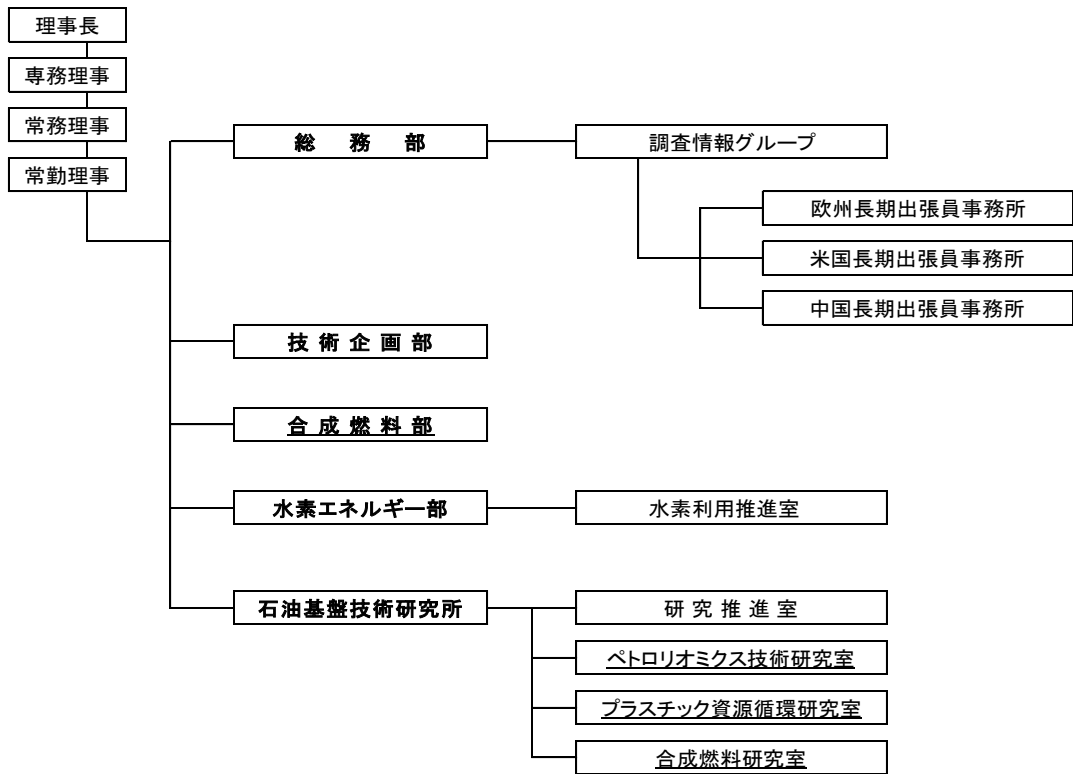 理事長
専務理事
常務理事
常勤理事
総務部
調査情報グループ
欧州長期出張員事務所
米国長期出張員事務所
中国長期出張員事務所
技術企画部
合成燃料部
水素エネルギー部
水素利用推進室
石油基盤技術研究所
研究推進室
ペトロリオミクス技術研究室
プラスチック資源循環研究室
合成燃料研究室